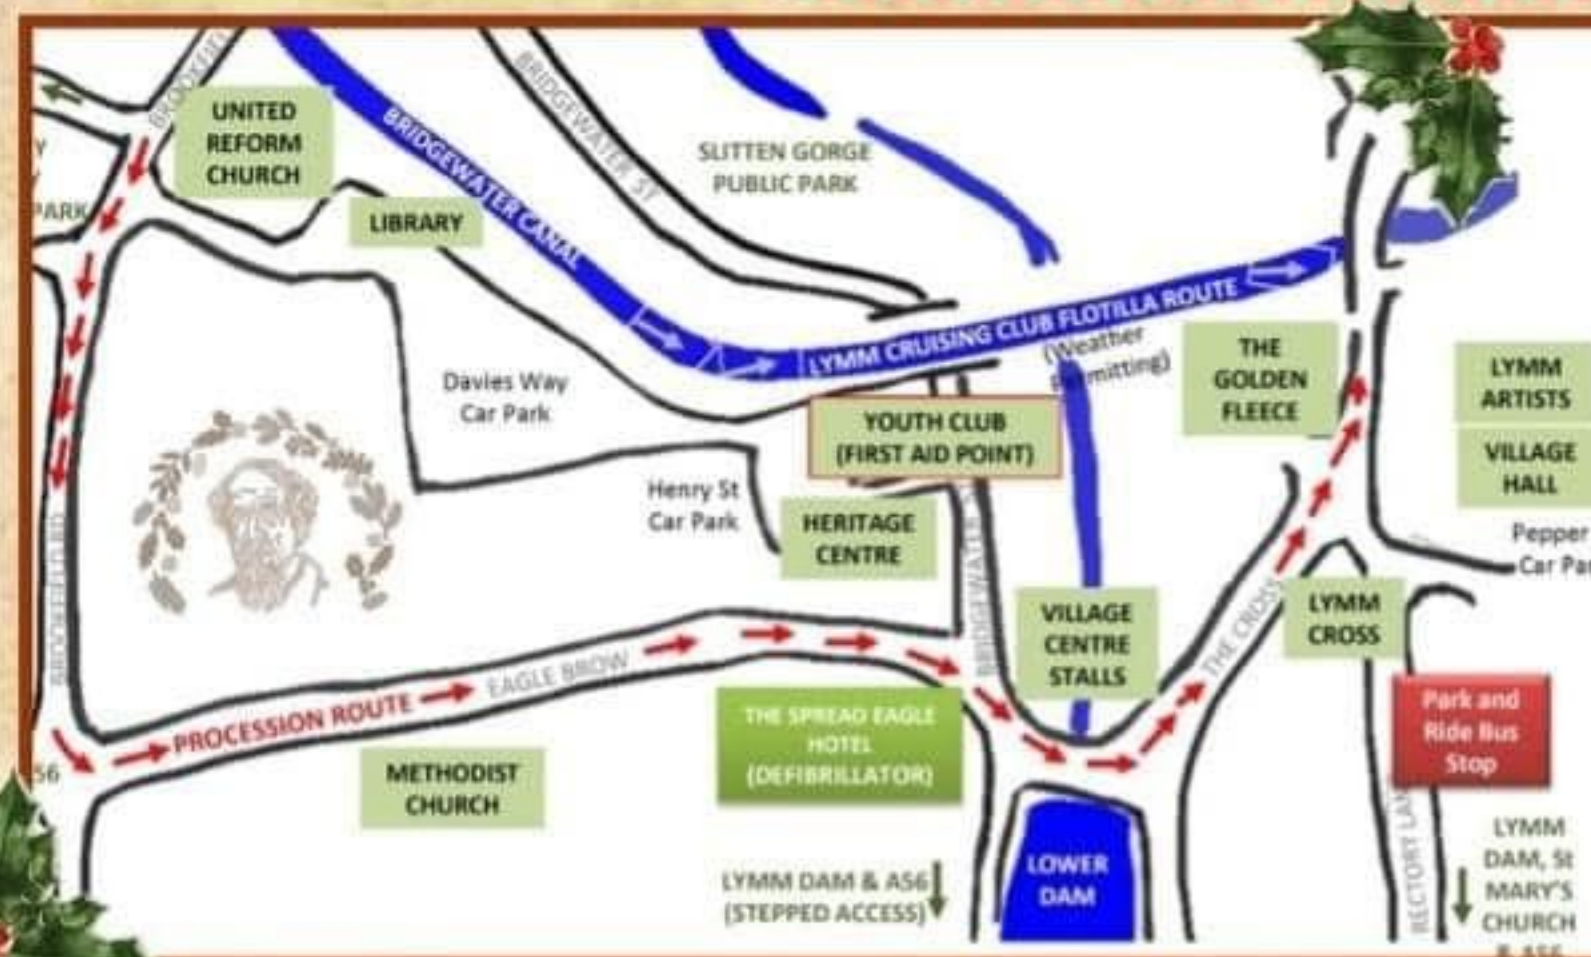 UNITED
REFORM
CHURCH
LIBRARY
BRIDGEWATER CANAL
BRIDGEWATER ST
SLITTEN GORGE
PUBLIC PARK
PARK
LYMM CRUISING CLUB FLOTILLA ROUTE
(Weather
Permitting)
THE
GOLDEN
FLEECE
LYMM
ARTISTS
VILLAGE
HALL
Pepper
Davies Way
Car Park
YOUTH CLUB
(FIRST AID POINT)
Henry St
Car Park
HERITAGE
CENTRE
BRIDGEWATER
VILLAGE
CENTRE
STALLS
THE CROSS
LYMM
CROSS
BROOKFIELD
EAGLE BROW
PROCESSION ROUTE
METHODIST
CHURCH
THE SPREAD EAGLE
HOTEL
(DEFIBRILLATOR)
Park and
Ride Bus
Stop
LOWER
DAM
LYMM DAM & A56
(STEPPED ACCESS)
RECTORY LAN
LYMM
DAM, St
MARY'S
CHURCH
& A56